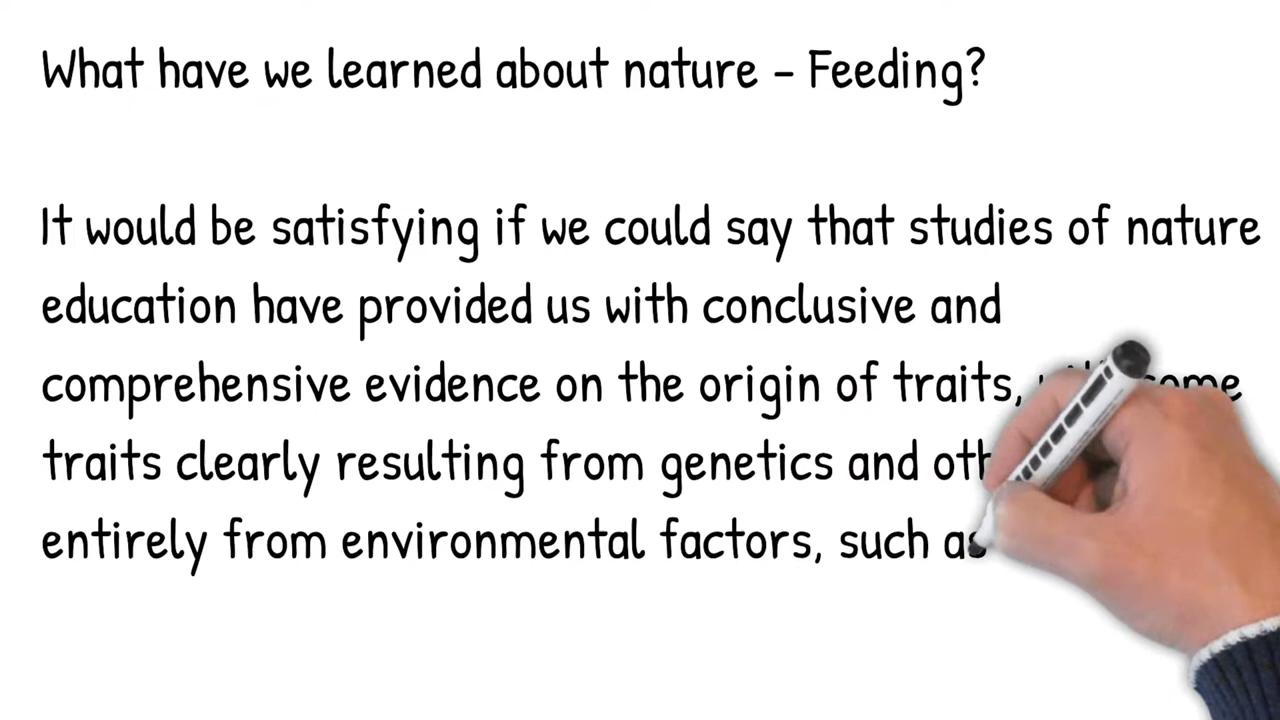 What have we learned about nature - Feeding?
It would be satisfying if we could say that studies of nature
education have provided us with conclusive and
comprehensive evidence on the origin of traits, some
traits clearly resulting from genetics and
entirely from environmental factors, such as